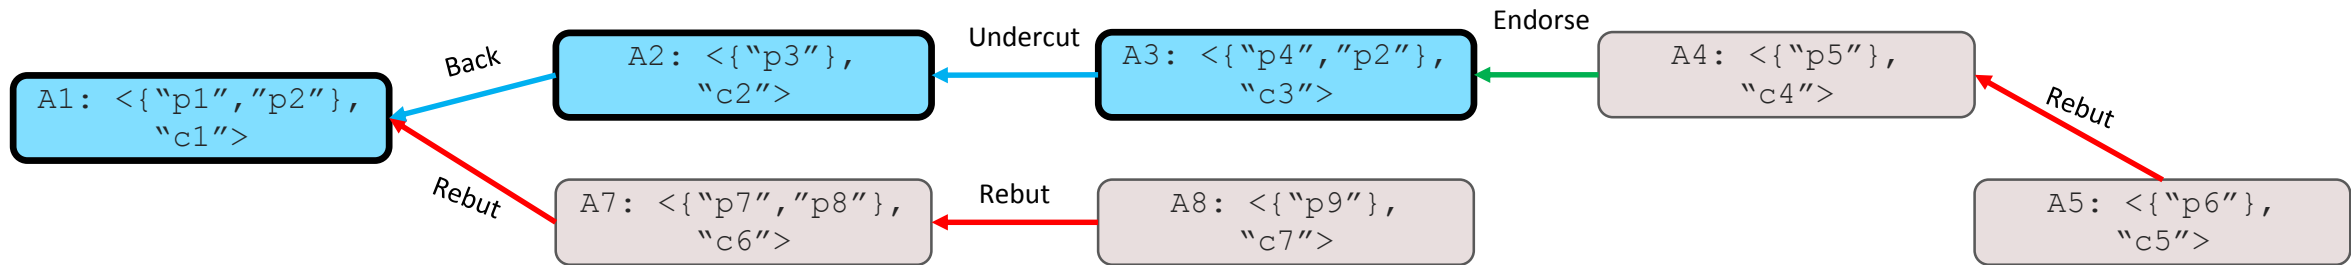 Back
Undercut
Endorse
A1: <{“p1”,”p2”},
“c1”>
A2: <{“p3”},
“c2”>
A3: <{“p4”,”p2”},
“c3”>
A4: <{“p5”},
“c4”>
Rebut
Rebut
A7: <{“p7”,”p8”},
“c6”>
Rebut
A8: <{“p9”},
“c7”>
A5: <{“p6”},
“c5”>